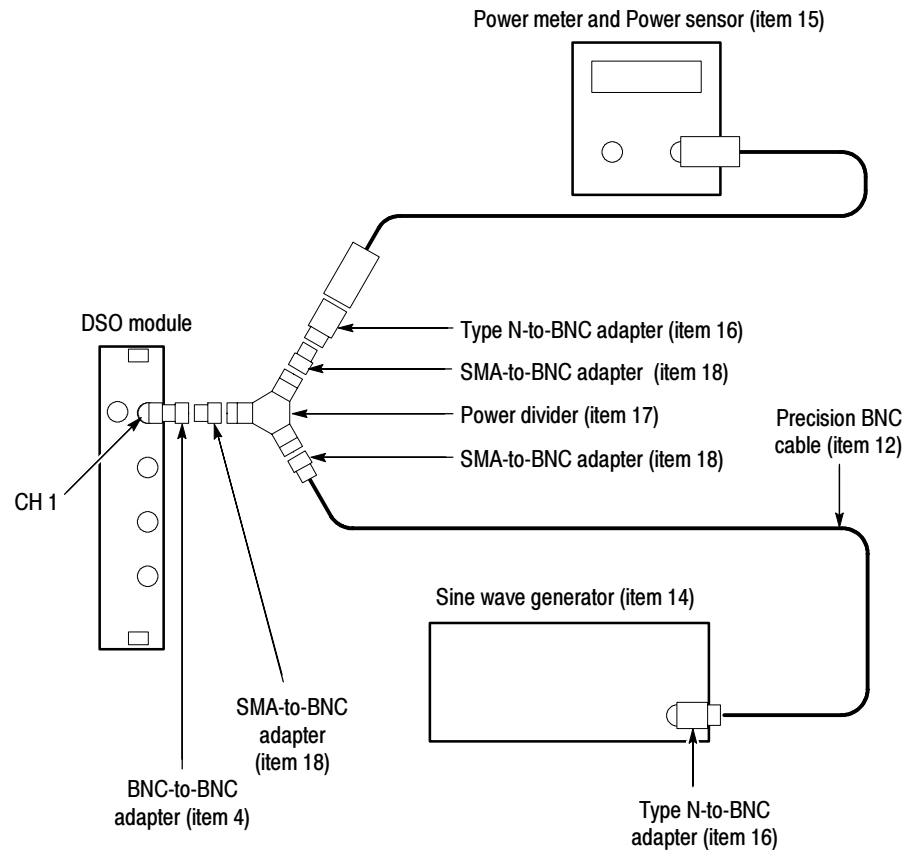 Power meter and Power sensor (item 15)
DSO module
Type N-to-BNC adapter (item 16)
SMA-to-BNC adapter (item 18)
Power divider (item 17)
SMA-to-BNC adapter (item 18)
Precision BNC
cable (item 12)
CH 1
Sine wave generator (item 14)
SMA-to-BNC
adapter
(item 18)
BNC-to-BNC
adapter (item 4)
Type N-to-BNC
adapter (item 16)